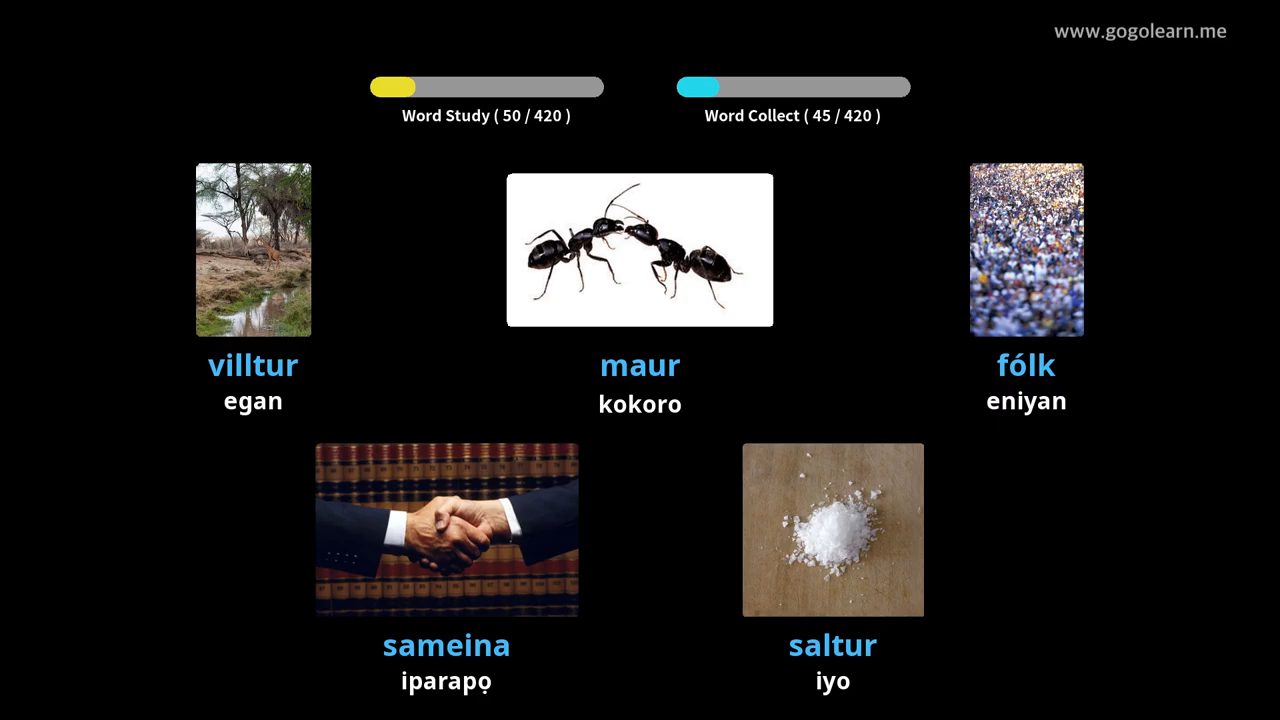 www.gogolearn.me
Word Study ( 50 / 420 )
Word Collect ( 45 / 420 )
villtur
egan
maur
kokoro
fólk
eniyan
sameina
iparapọ
saltur
iyo